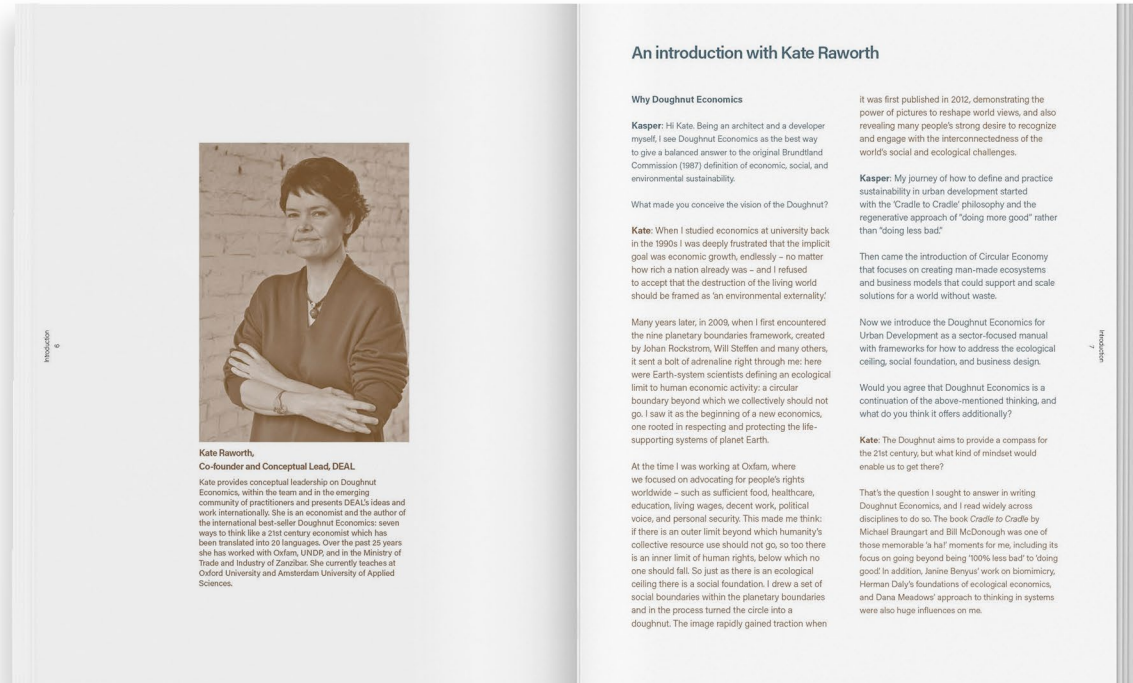 Introduction
6
Kate Raworth,
Co-founder and Conceptual Lead, DEAL
Kate provides conceptual leadership on Doughnut
Economics, within the team and in the emerging
community of practitioners and presents DEAL's ideas and
work internationally. She is an economist and the author of
the international best-seller Doughnut Economics: seven
ways to think like a 21st century economist which has
been translated into 20 languages. Over the past 25 years
she has worked with Oxfam, UNDP, and in the Ministry of
Trade and Industry of Zanzibar. She currently teaches at
Oxford University and Amsterdam University of Applied
Sciences.
An introduction with Kate Raworth
Why Doughnut Economics
Kasper: Hi Kate. Being an architect and a developer
myself, I see Doughnut Economics as the best way
to give a balanced answer to the original Brundtland
Commission (1987) definition of economic, social, and
environmental sustainability.
What made you conceive the vision of the Doughnut?
Kate: When I studied economics at university back
in the 1990s I was deeply frustrated that the implicit
goal was economic growth, endlessly – no matter
how rich a nation already was – and I refused
to accept that the destruction of the living world
should be framed as 'an environmental externality.'
Many years later, in 2009, when I first encountered
the nine planetary boundaries framework, created
by Johan Rockstrom, Will Steffen and many others,
it sent a bolt of adrenaline right through me: here
were Earth-system scientists defining an ecological
limit to human economic activity: a circular
boundary beyond which we collectively should not
go. I saw it as the beginning of a new economics,
one rooted in respecting and protecting the life-
supporting systems of planet Earth.
At the time I was working at Oxfam, where
we focused on advocating for people's rights
worldwide – such as sufficient food, healthcare,
education, living wages, decent work, political
voice, and personal security. This made me think:
if there is an outer limit beyond which humanity's
collective resource use should not go, so too there
is an inner limit of human rights, below which no
one should fall. So just as there is an ecological
ceiling there is a social foundation. I drew a set of
social boundaries within the planetary boundaries
and in the process turned the circle into a
doughnut. The image rapidly gained traction when
it was first published in 2012, demonstrating the
power of pictures to reshape world views, and also
revealing many people's strong desire to recognize
and engage with the interconnectedness of the
world's social and ecological challenges.
Kasper: My journey of how to define and practice
sustainability in urban development started
with the 'Cradle to Cradle' philosophy and the
regenerative approach of "doing more good" rather
than "doing less bad."
Then came the introduction of Circular Economy
that focuses on creating man-made ecosystems
and business models that could support and scale
solutions for a world without waste.
Now we introduce the Doughnut Economics for
Urban Development as a sector-focused manual
with frameworks for how to address the ecological
ceiling, social foundation, and business design.
Would you agree that Doughnut Economics is a
continuation of the above-mentioned thinking, and
what do you think it offers additionally?
Kate: The Doughnut aims to provide a compass for
the 21st century, but what kind of mindset would
enable us to get there?
That's the question I sought to answer in writing
Doughnut Economics, and I read widely across
disciplines to do so. The book Cradle to Cradle by
Michael Braungart and Bill McDonough was one of
those memorable 'a ha!' moments for me, including its
focus on going beyond being '100% less bad' to 'doing
good.' In addition, Janine Benyus' work on biomimicry,
Herman Daly's foundations of ecological economics,
and Dana Meadows' approach to thinking in systems
were also huge influences on me.
Introduction
7